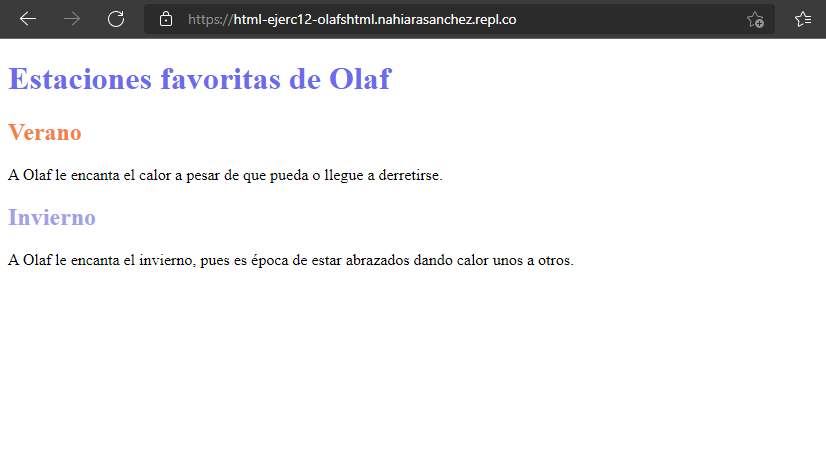 https://html-ejerc12-olafshtml.nahiarasanchez.repl.co
Estaciones favoritas de Olaf
Verano
A Olaf le encanta el calor a pesar de que pueda o llegue a derretirse.
Invierno
A Olaf le encanta el invierno, pues es época de estar abrazados dando calor unos a otros.